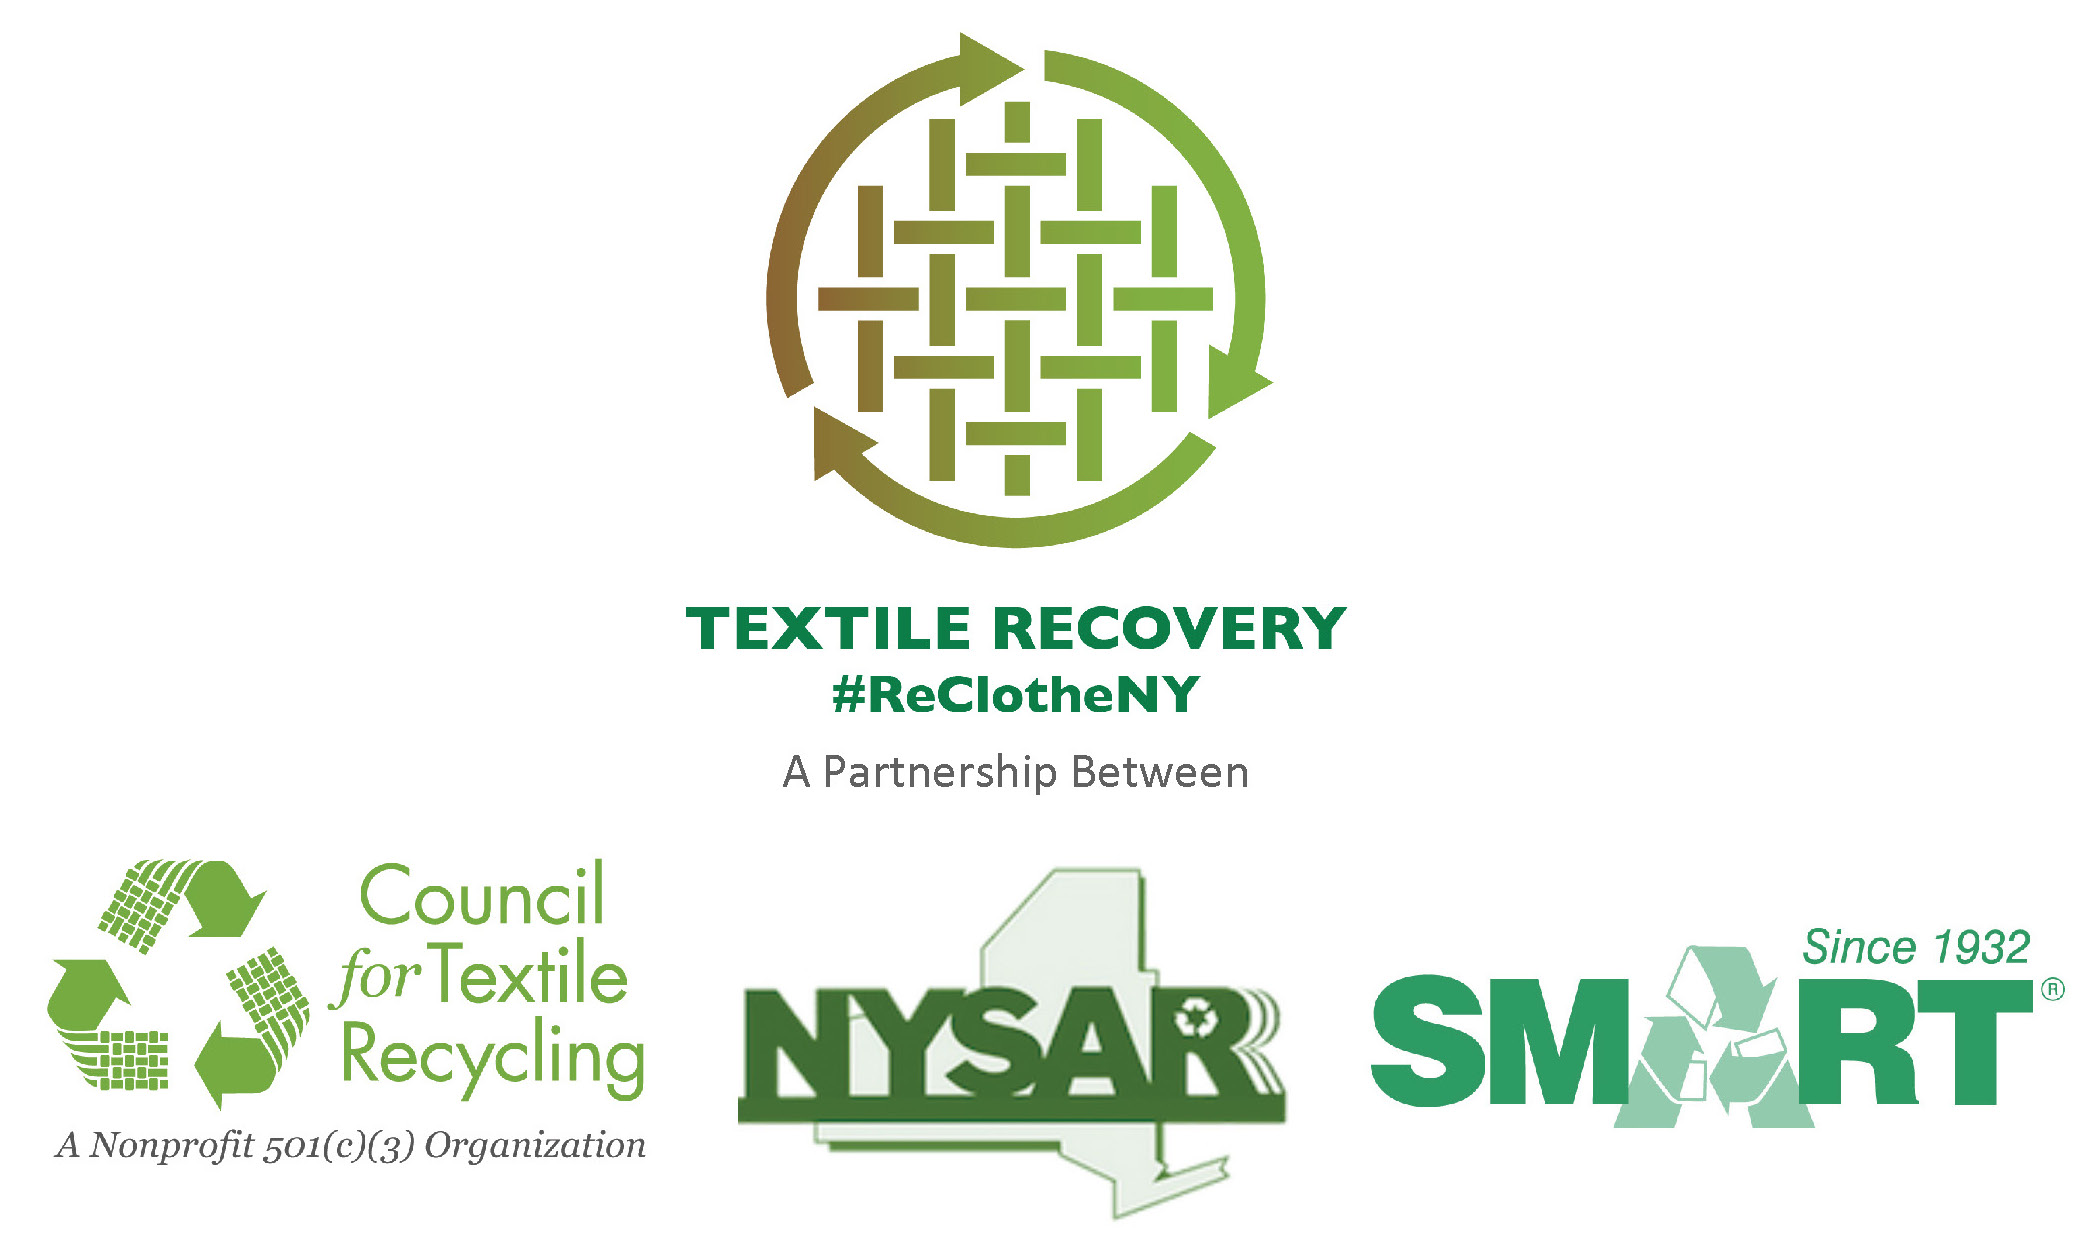 TEXTILE RECOVERY
#ReClotheNY
A Partnership Between
Council
for Textile
Recycling
A Nonprofit 501(c)(3) Organization
NYSAR
Since 1932
SMART®